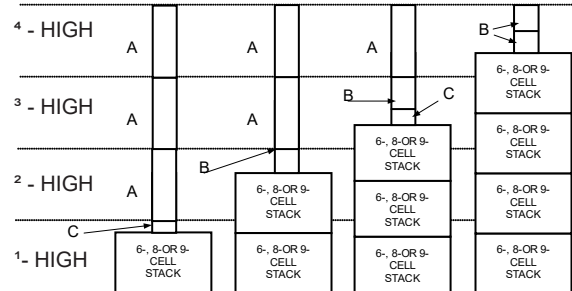 ⁴ - HIGH
A
A
A
B
6-, 8-OR 9-
CELL
STACK
³ - HIGH
A
A
B
C
6-, 8-OR 9-
CELL
STACK
6-, 8-OR 9-
CELL
STACK
² - HIGH
A
B
6-, 8-OR 9-
CELL
STACK
6-, 8-OR 9-
CELL
STACK
6-, 8-OR 9-
CELL
STACK
C
¹- HIGH
6-, 8-OR 9-
CELL
STACK
6-, 8-OR 9-
CELL
STACK
6-, 8-OR 9-
CELL
STACK
6-, 8-OR 9-
CELL
STACK